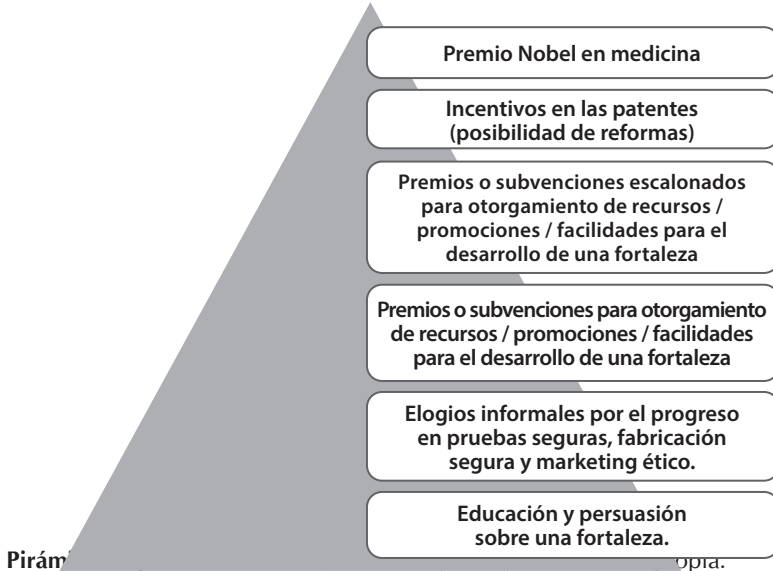 Premio Nobel en medicina
Incentivos en las patentes
(posibilidad de reformas)
Premios o subvenciones escalonados
para otorgamiento de recursos /
promociones / facilidades para el
desarrollo de una fortaleza
Premios o subvenciones para otorgamiento
de recursos / promociones / facilidades
para el desarrollo de una fortaleza
Elogios informales por el progreso
en pruebas seguras, fabricación
segura y marketing ético.
Educación y persuasión
sobre una fortaleza.